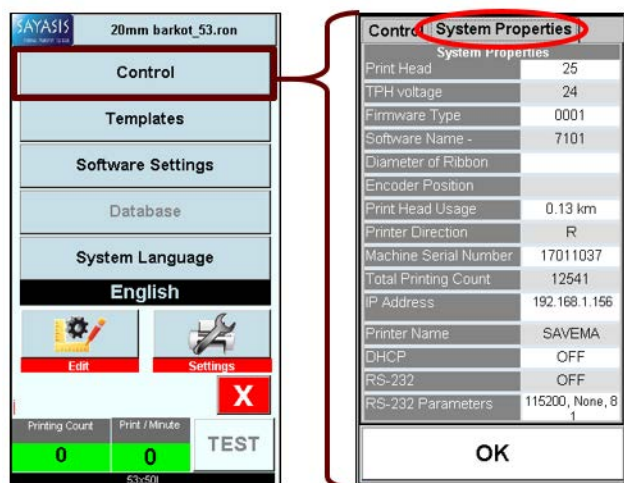 SAYASIS
20mm barkot_53.ron
Control
Templates
Software Settings
Database
System Language
English
Edit
Settings
X
Printing Count
Print / Minute
TEST
0
0
53x50L
Control
System Properties
System Properties
Print Head 25
TPH voltage 24
Firmware Type 0001
Software Name - 7101
Diameter of Ribbon
Encoder Position
Print Head Usage 0.13 km
Printer Direction R
Machine Serial Number 17011037
Total Printing Count 12541
IP Address 192.168.1.156
Printer Name SAVEMA
DHCP OFF
RS-232 OFF
RS-232 Parameters 115200, None, 8
1
OK